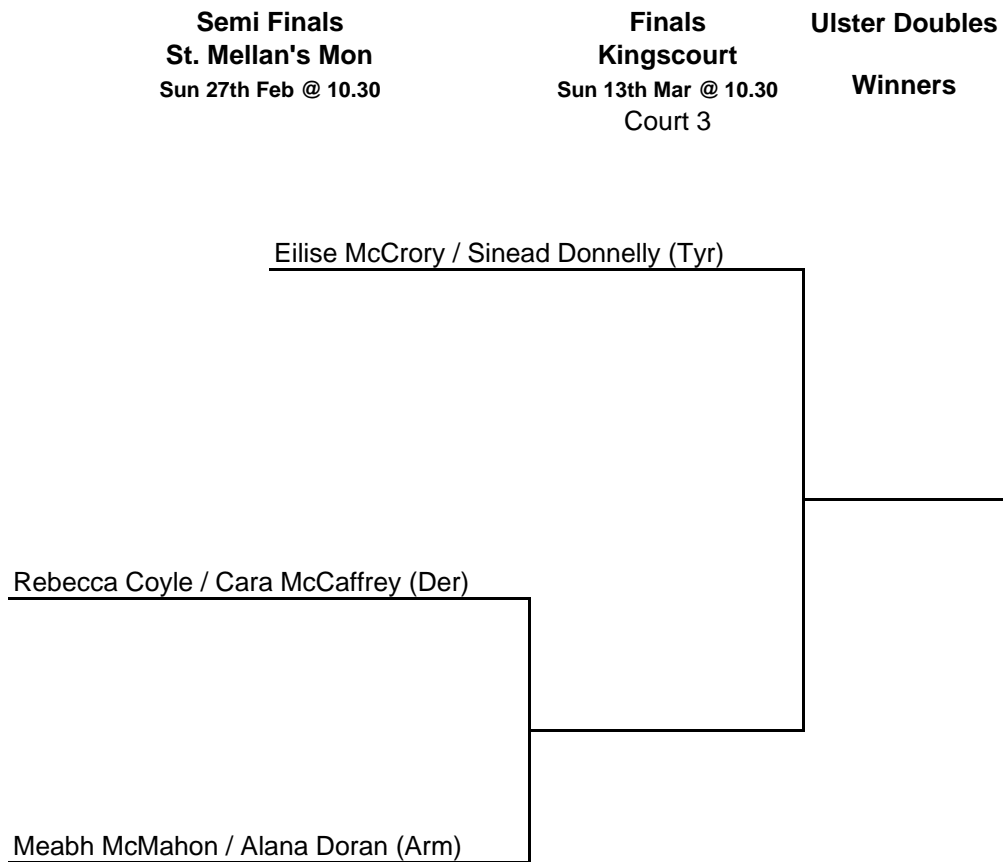 Semi Finals
St. Mellan's Mon
Sun 27th Feb @ 10.30
Finals
Kingscourt
Sun 13th Mar @ 10.30
Court 3
Ulster Doubles
Winners
Eilise McCrory / Sinead Donnelly (Tyr)
Rebecca Coyle / Cara McCaffrey (Der)
Meabh McMahon / Alana Doran (Arm)